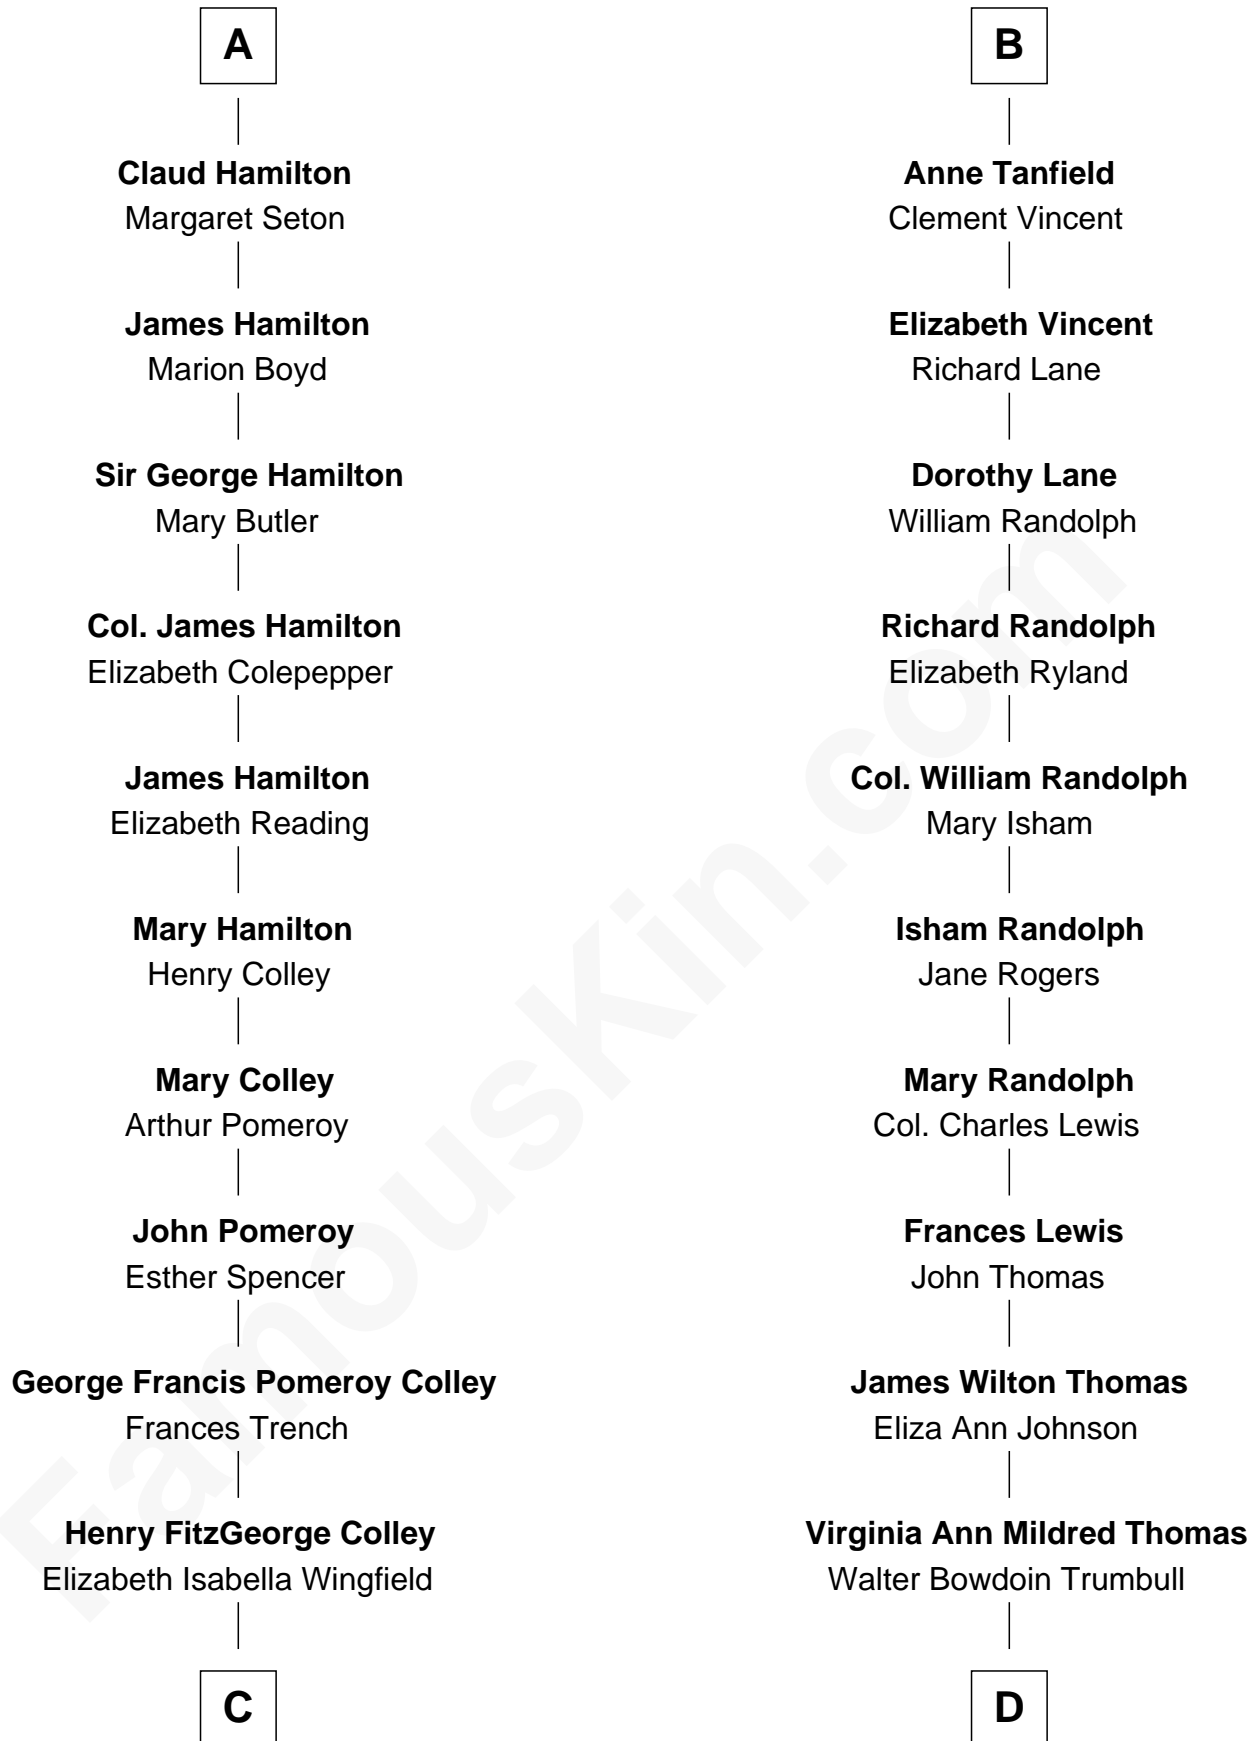 A
Claud Hamilton
Margaret Seton
James Hamilton
Marion Boyd
Sir George Hamilton
Mary Butler
Col. James Hamilton
Elizabeth Colepepper
James Hamilton
Elizabeth Reading
Mary Hamilton
Henry Colley
Mary Colley
Arthur Pomeroy
John Pomeroy
Esther Spencer
George Francis Pomeroy Colley
Frances Trench
Henry FitzGeorge Colley
Elizabeth Isabella Wingfield
C
B
Anne Tanfield
Clement Vincent
Elizabeth Vincent
Richard Lane
Dorothy Lane
William Randolph
Richard Randolph
Elizabeth Ryland
Col. William Randolph
Mary Isham
Isham Randolph
Jane Rogers
Mary Randolph
Col. Charles Lewis
Frances Lewis
John Thomas
James Wilton Thomas
Eliza Ann Johnson
Virginia Ann Mildred Thomas
Walter Bowdoin Trumbull
D
FamousKin.com